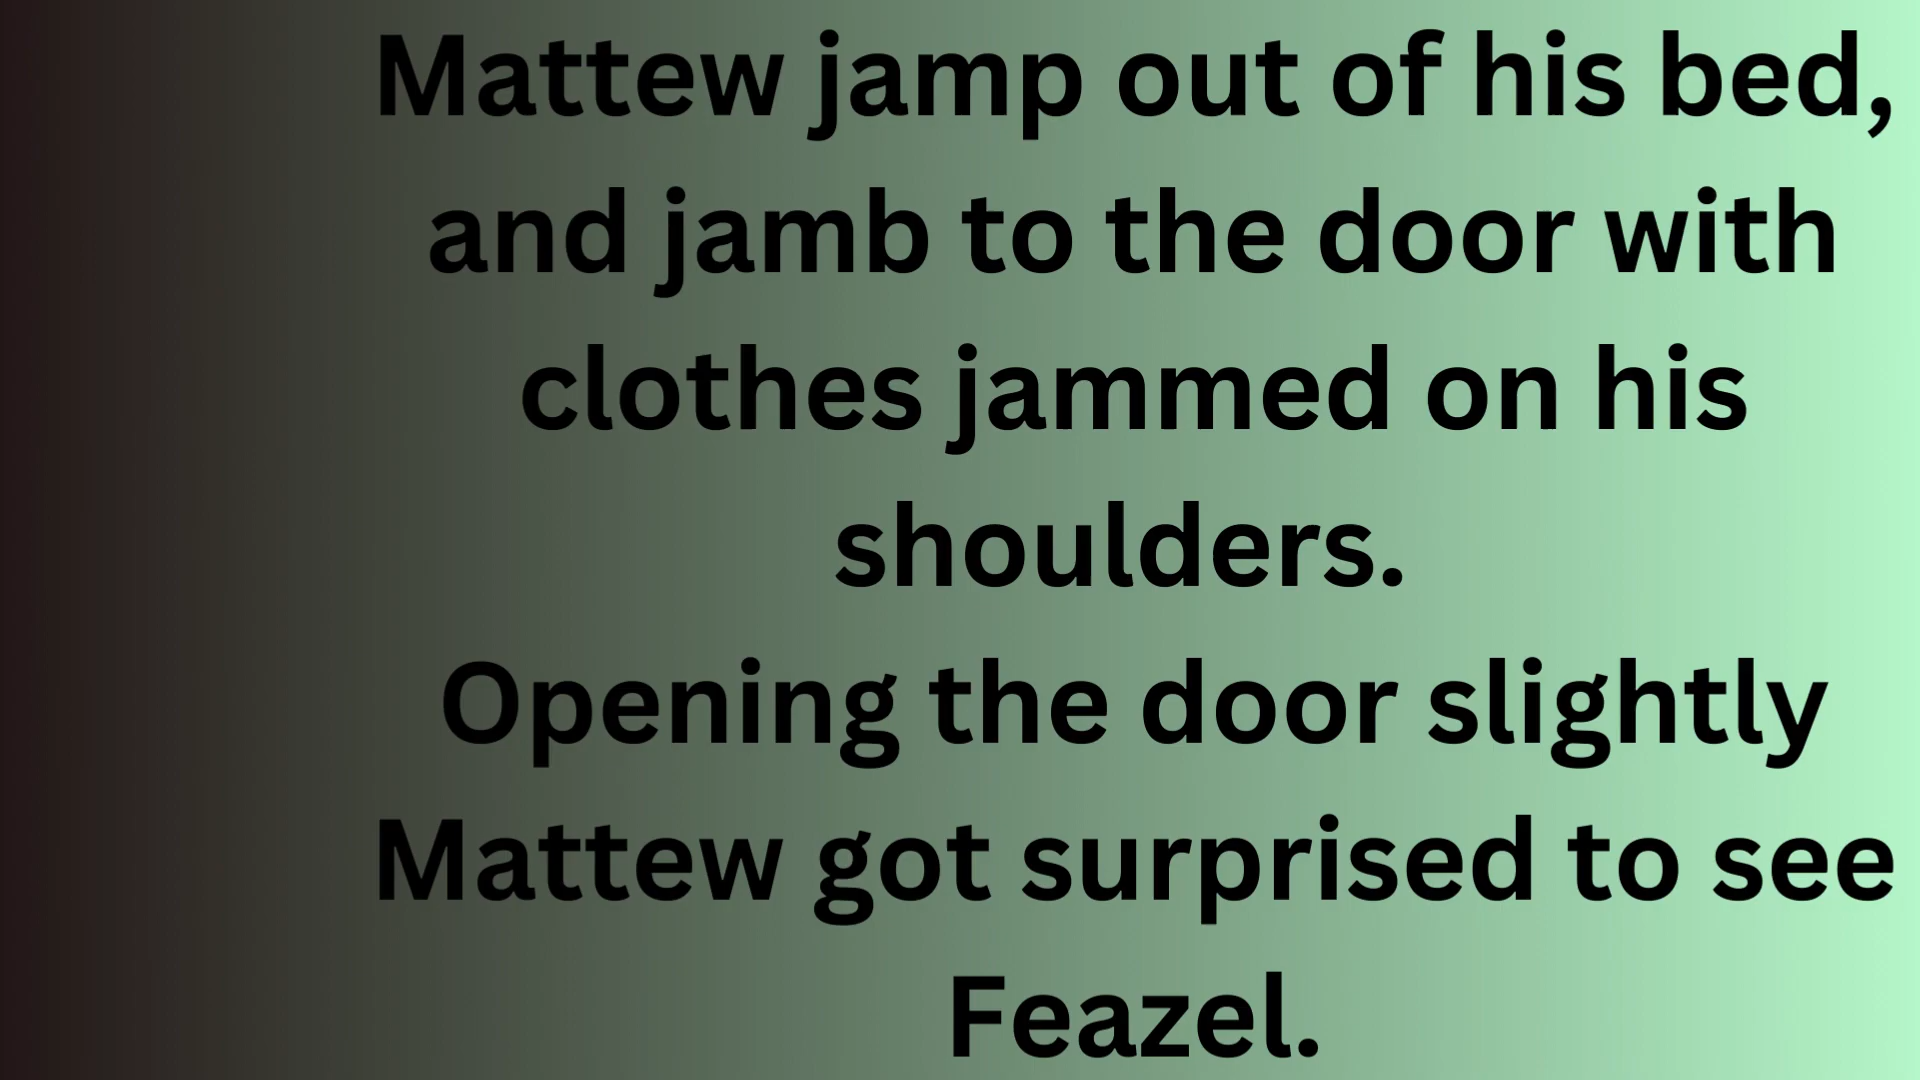 Mattew jamp out of his bed,
and jamb to the door with
clothes jammed on his
shoulders.
Opening the door slightly
Mattew got surprised to see
Feazel.